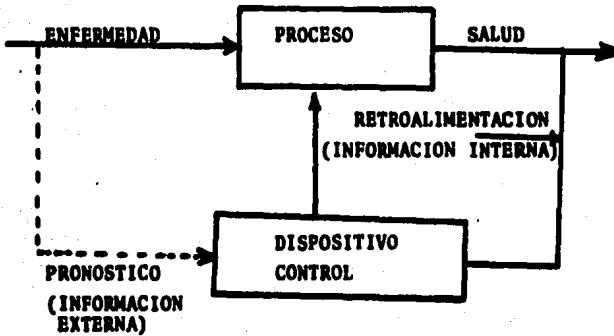 ENFERMEDAD
PROCESO
SALUD
RETROALIMENTACION
(INFORMACION INTERNA)
DISPOSITIVO
CONTROL
PRONOSTICO
(INFORMACION
EXTERNA)